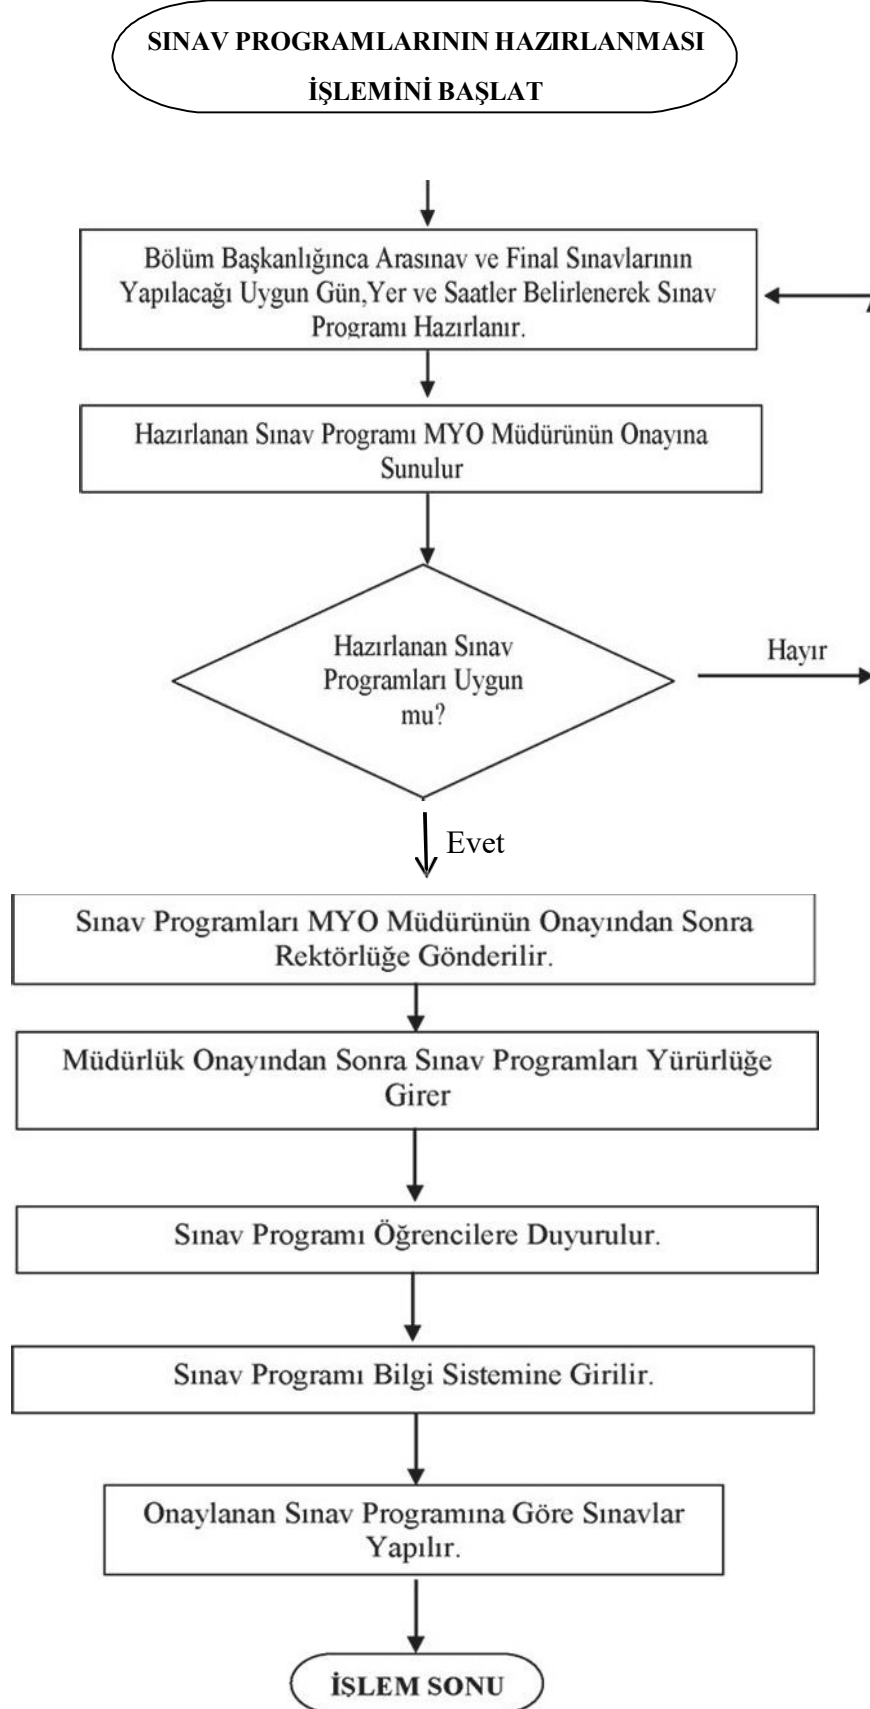 SINAV PROGRAMLARININ HAZIRLANMASI
İŞLEMİNİ BAŞLAT
Bölüm Başkanlığınca Arasınav ve Final Sınavlarının
Yapılacağı Uygun Gün,Yer ve Saatler Belirlenerek Sınav
Programı Hazırlanır.
Hazırlanan Sınav Programı MYO Müdürünün Onayına
Sunulur
Hazırlanan Sınav
Programları Uygun
mu?
Hayır
Evet
Sınav Programları MYO Müdürünün Onayından Sonra
Rektörlüğe Gönderilir.
Müdürlük Onayından Sonra Sınav Programları Yürürlüğe
Girer
Sınav Programı Öğrencilere Duyurulur.
Sınav Programı Bilgi Sistemine Girilir.
Onaylanan Sınav Programına Göre Sınavlar
Yapılır.
İŞLEM SONU